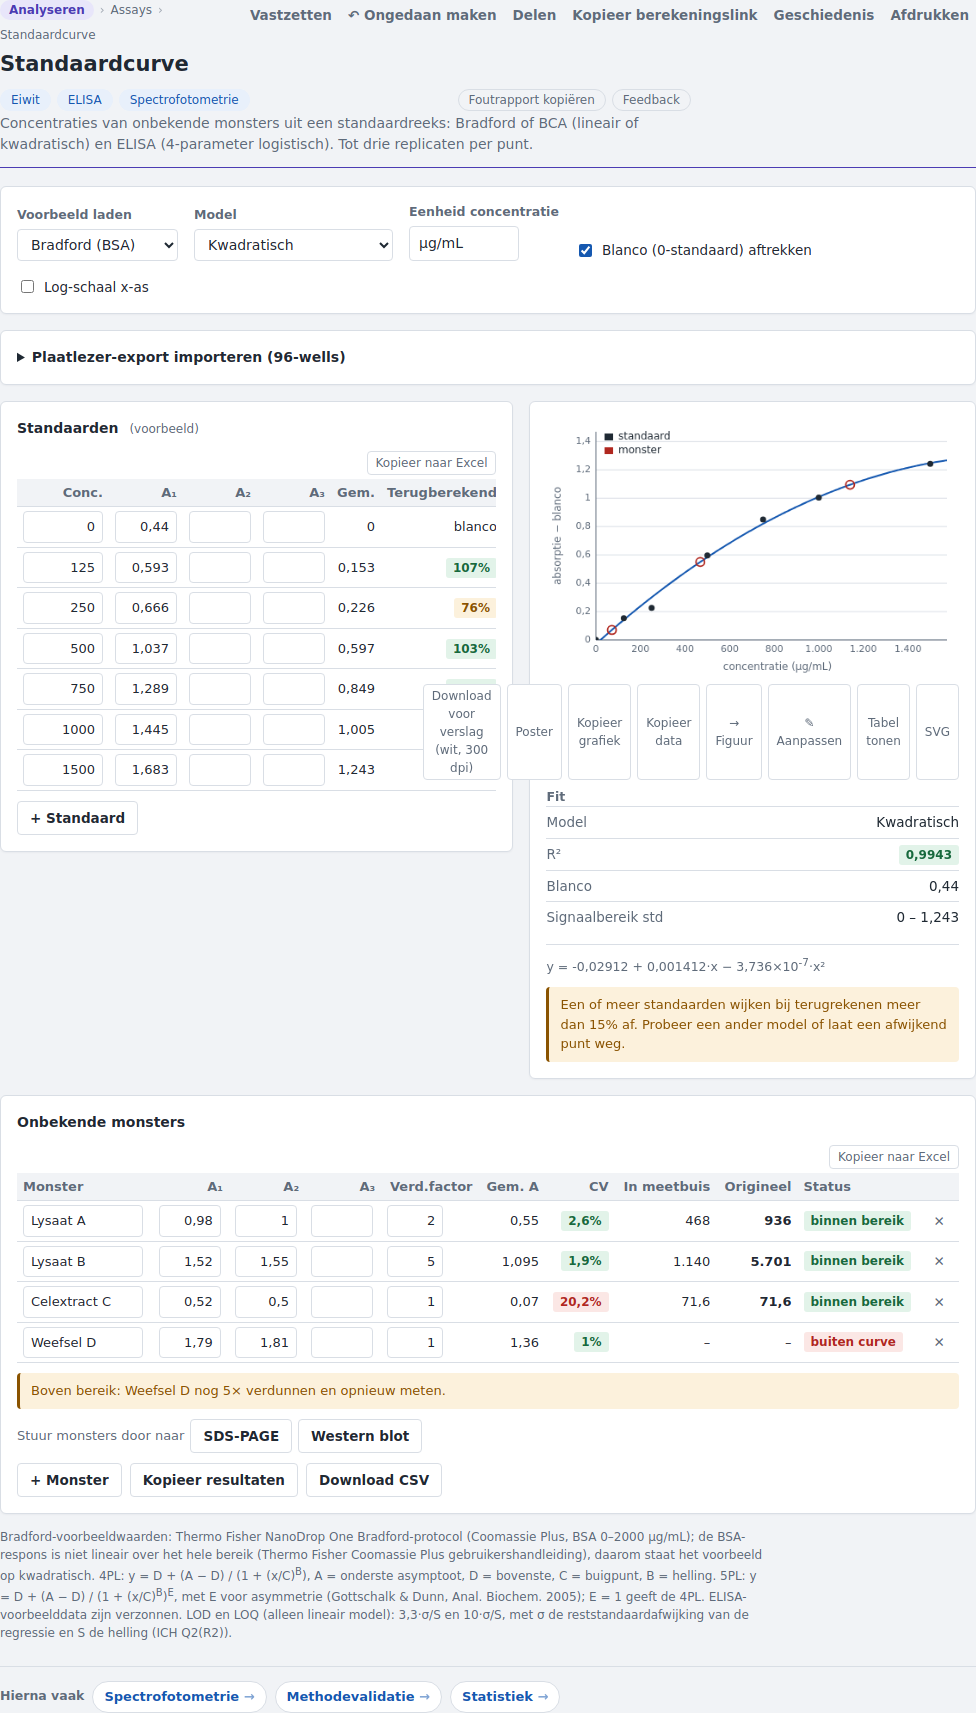 Analyseren › Assays ›
Standaardcurve
Vastzetten ↶ Ongedaan maken Delen Kopieer berekeningslink Geschiedenis Afdrukken
Standaardcurve
Eiwit ELISA Spectrofotometrie Foutrapport kopiëren Feedback
Concentraties van onbekende monsters uit een standaardreeks: Bradford of BCA (lineair of
kwadratisch) en ELISA (4-parameter logistisch). Tot drie replicaten per punt.
Voorbeeld laden Model Eenheid concentratie
Bradford (BSA) Kwadratisch µg/mL Blanco (0-standaard) aftrekken
Log-schaal x-as
Plaatlezer-export importeren (96-wells)
Standaarden (voorbeeld)
Kopieer naar Excel
Conc. A₁ A₂ A₃ Gem. Terugberekend
0 0,44 0 blanco
125 0,593 0,153 107%
250 0,666 0,226 76%
500 1,037 0,597 103%
750 1,289 0,849
1000 1,445 1,005
1500 1,683 1,243
+ Standaard
standaard
monster
absorptie − blanco
1,4
1,2
1
0,8
0,6
0,4
0,2
0
0 200 400 600 800 1.000 1.200 1.400
concentratie (µg/mL)
Download
voor
verslag
(wit, 300
dpi)
Poster
Kopieer
grafiek
Kopieer
data
→
Figuur
✎
Aanpassen
Tabel
tonen
SVG
Fit
Model Kwadratisch
R² 0,9943
Blanco 0,44
Signaalbereik std 0 – 1,243
y = -0,02912 + 0,001412·x − 3,736×10⁻⁷·x²
Een of meer standaarden wijken bij terugrekenen meer
dan 15% af. Probeer een ander model of laat een afwijkend
punt weg.
Onbekende monsters
Kopieer naar Excel
Monster A₁ A₂ A₃ Verd.factor Gem. A CV In meetbuis Origineel Status
Lysaat A 0,98 1 2 0,55 2,6% 468 936 binnen bereik ×
Lysaat B 1,52 1,55 5 1,095 1,9% 1.140 5.701 binnen bereik ×
Celextract C 0,52 0,5 1 0,07 20,2% 71,6 71,6 binnen bereik ×
Weefsel D 1,79 1,81 1 1,36 1% – – buiten curve ×
Boven bereik: Weefsel D nog 5× verdunnen en opnieuw meten.
Stuur monsters door naar SDS-PAGE Western blot
+ Monster Kopieer resultaten Download CSV
Bradford-voorbeeldwaarden: Thermo Fisher NanoDrop One Bradford-protocol (Coomassie Plus, BSA 0–2000 µg/mL); de BSA-
respons is niet lineair over het hele bereik (Thermo Fisher Coomassie Plus gebruikershandleiding), daarom staat het voorbeeld
op kwadratisch. 4PL: y = D + (A − D) / (1 + (x/C)ᴮ), A = onderste asymptoot, D = bovenste, C = buigpunt, B = helling. 5PL: y
= D + (A − D) / (1 + (x/C)ᴮ)ᴱ, met E voor asymmetrie (Gottschalk & Dunn, Anal. Biochem. 2005); E = 1 geeft de 4PL. ELISA-
voorbeelddata zijn verzonnen. LOD en LOQ (alleen lineair model): 3,3·σ/S en 10·σ/S, met σ de reststandaardafwijking van de
regressie en S de helling (ICH Q2(R2)).
Hierna vaak Spectrofotometrie → Methodevalidatie → Statistiek →